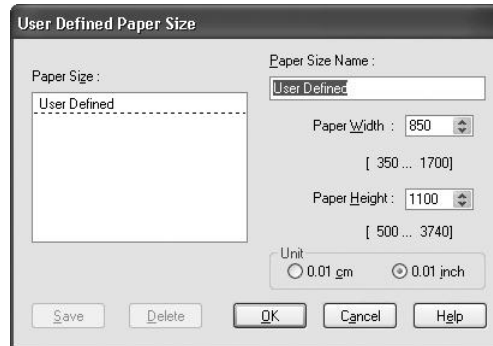 User Defined Paper Size
Paper Size :
User Defined
Paper Size Name :
User Defined
Paper Width : 850
[ 350 ... 1700]
Paper Height : 1100
[ 500 ... 3740]
Unit
0.01 cm 0.01 inch
Save Delete OK Cancel Help